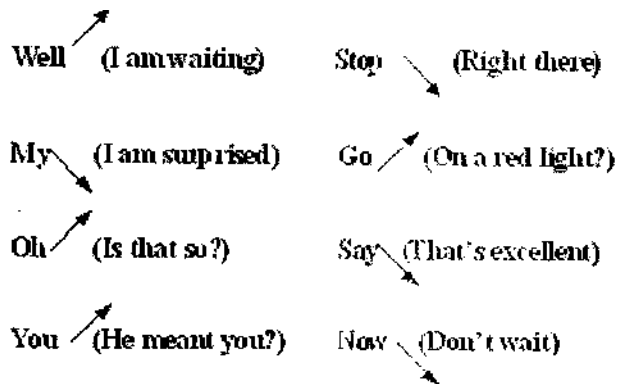 Well (I am waiting) Stop (Right there)
My (I am surprised) Go (On a red light?)
Oh (Is that so?) Say (That's excellent)
You (He meant you?) Now (Don't wait)